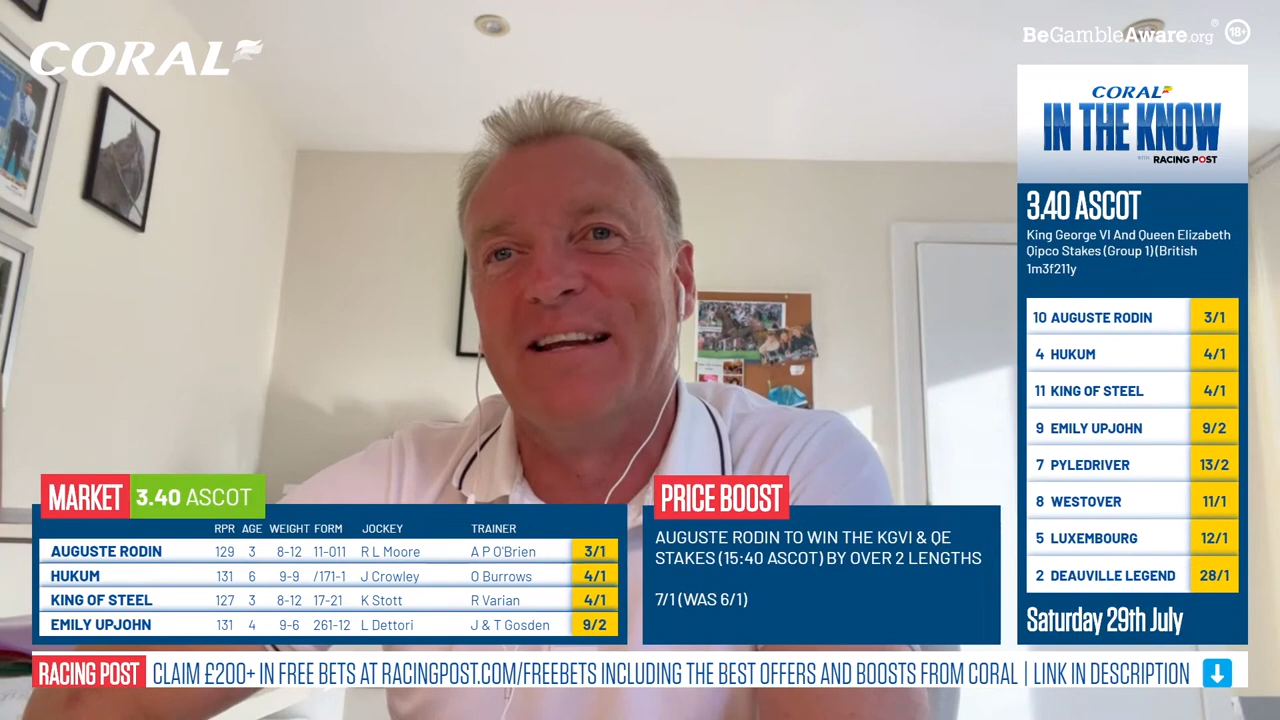 CORAL
BeGambleAware.org® 18+
CORAL
IN THE KNOW
WITH RACING POST
3.40 ASCOT
King George VI And Queen Elizabeth
Qipco Stakes (Group 1) (British
1m3f211y
10 AUGUSTE RODIN 3/1
4 HUKUM 4/1
11 KING OF STEEL 4/1
9 EMILY UPJOHN 9/2
7 PYLEDRIVER 13/2
8 WESTOVER 11/1
5 LUXEMBOURG 12/1
2 DEAUVILLE LEGEND 28/1
Saturday 29th July
MARKET 3.40 ASCOT
RPR AGE WEIGHT FORM JOCKEY TRAINER
AUGUSTE RODIN 129 3 8-12 11-011 R L Moore A P O'Brien 3/1
HUKUM 131 6 9-9 /171-1 J Crowley O Burrows 4/1
KING OF STEEL 127 3 8-12 17-21 K Stott R Varian 4/1
EMILY UPJOHN 131 4 9-6 261-12 L Dettori J & T Gosden 9/2
PRICE BOOST
AUGUSTE RODIN TO WIN THE KGVI & QE
STAKES (15:40 ASCOT) BY OVER 2 LENGTHS
7/1 (WAS 6/1)
RACING POST CLAIM £200+ IN FREE BETS AT RACINGPOST.COM/FREEBETS INCLUDING THE BEST OFFERS AND BOOSTS FROM CORAL | LINK IN DESCRIPTION